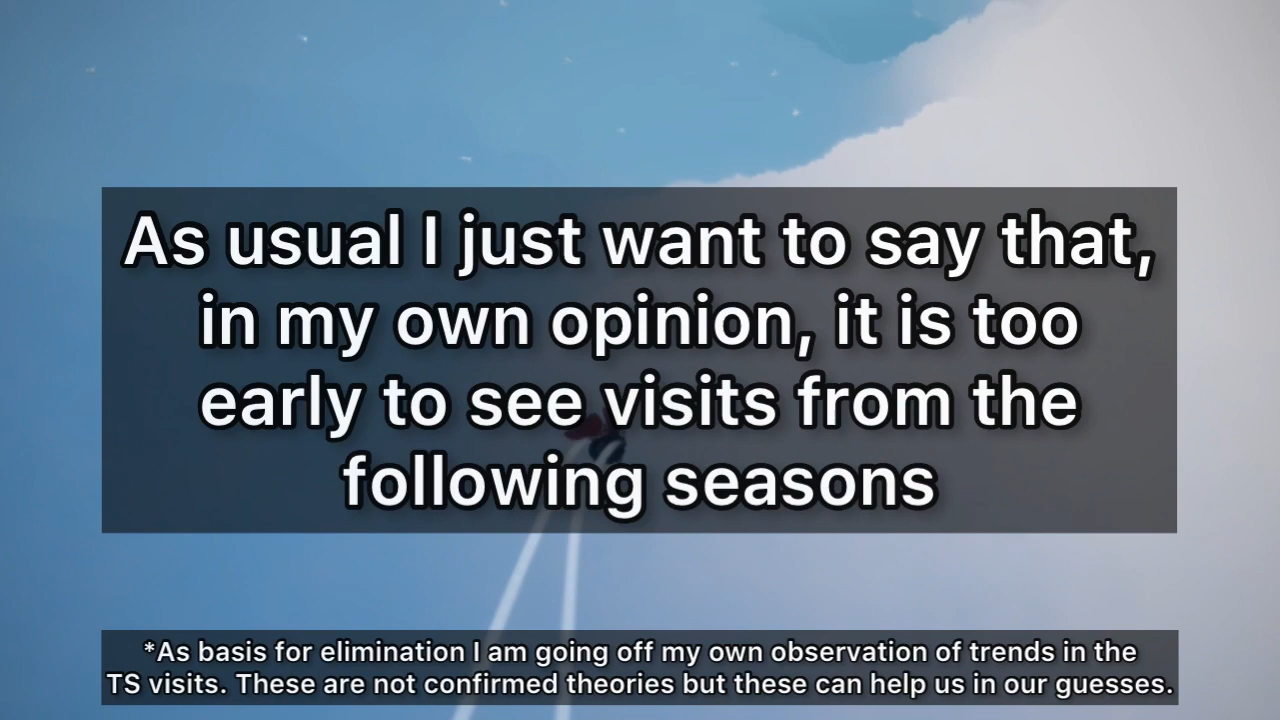 As usual I just want to say that,
in my own opinion, it is too
early to see visits from the
following seasons
*As basis for elimination I am going off my own observation of trends in the
TS visits. These are not confirmed theories but these can help us in our guesses.